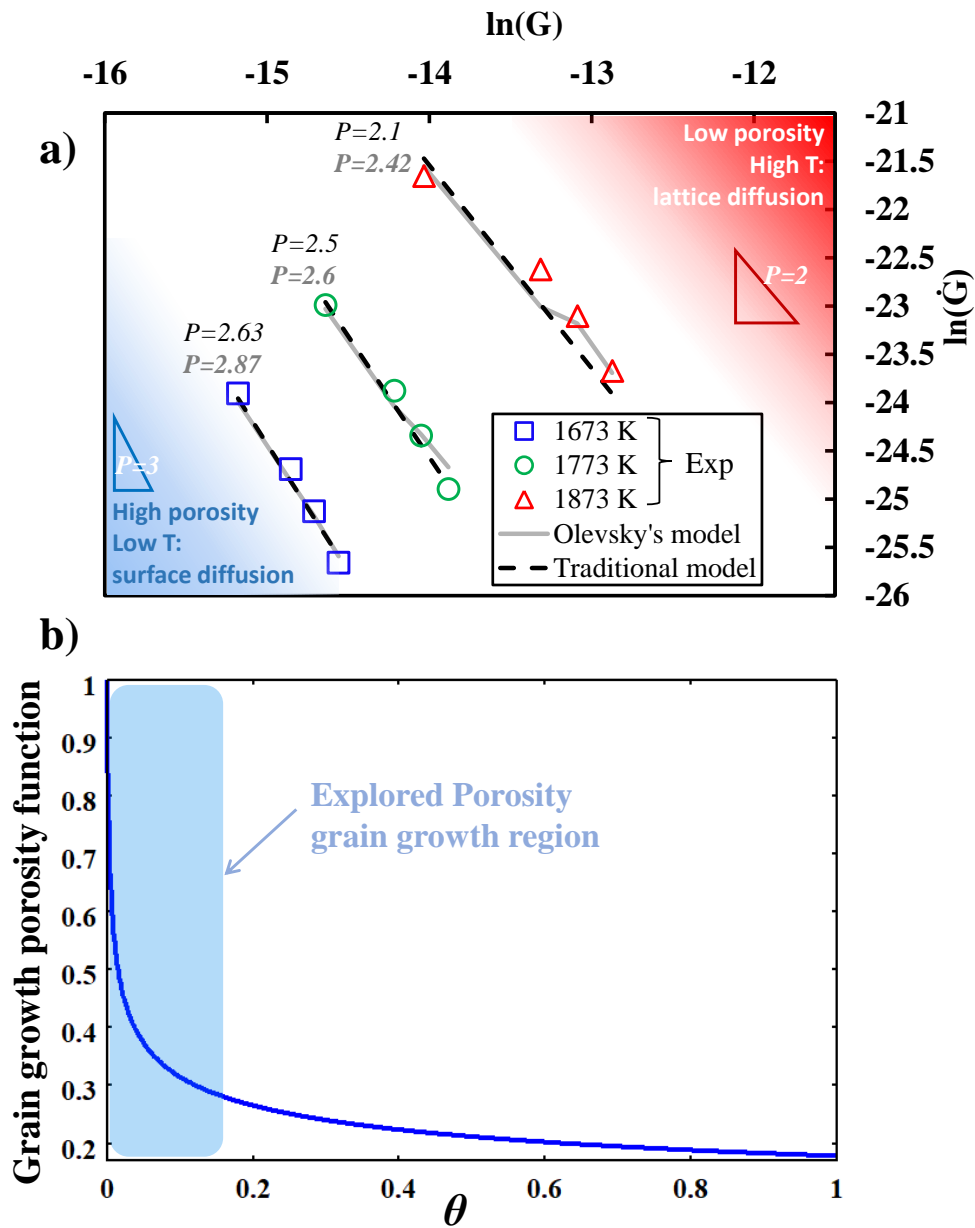 ln(G)
-16 -15 -14 -13 -12
a)
P=2.1
P=2.42
P=2.5
P=2.6
P=2.63
P=2.87
Low porosity
High T:
lattice diffusion
P=2
P=3
High porosity
Low T:
surface diffusion
1673 K
1773 K
1873 K
Exp
Olevsky's model
Traditional model
-21
-21.5
-22
-22.5
-23
-23.5
-24
-24.5
-25
-25.5
-26
ln(Ġ)
b)
Grain growth porosity function
1
0.9
0.8
0.7
0.6
0.5
0.4
0.3
0.2
Explored Porosity
grain growth region
0 0.2 0.4 0.6 0.8 1
θ